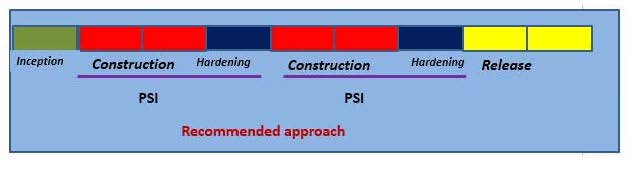 Inception Construction Hardening Construction Hardening Release
PSI PSI
Recommended approach